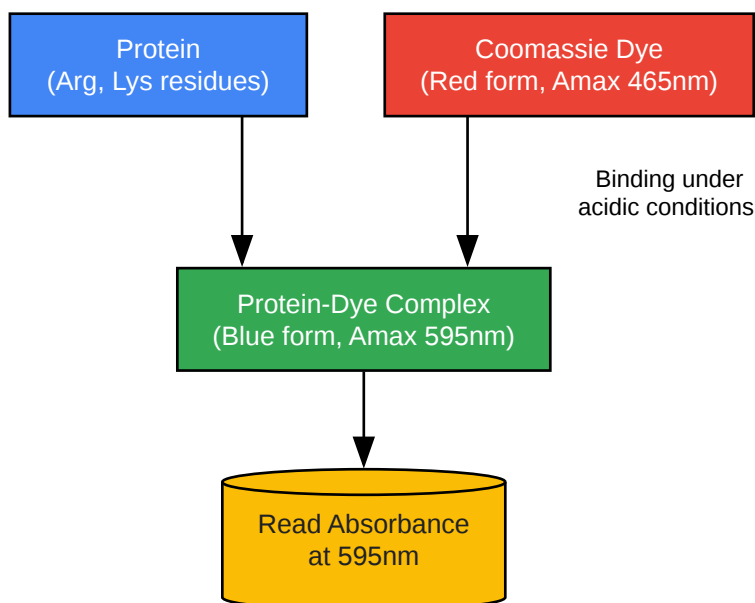 Protein
(Arg, Lys residues)
Coomassie Dye
(Red form, Amax 465nm)
Binding under
acidic conditions
Protein-Dye Complex
(Blue form, Amax 595nm)
Read Absorbance
at 595nm